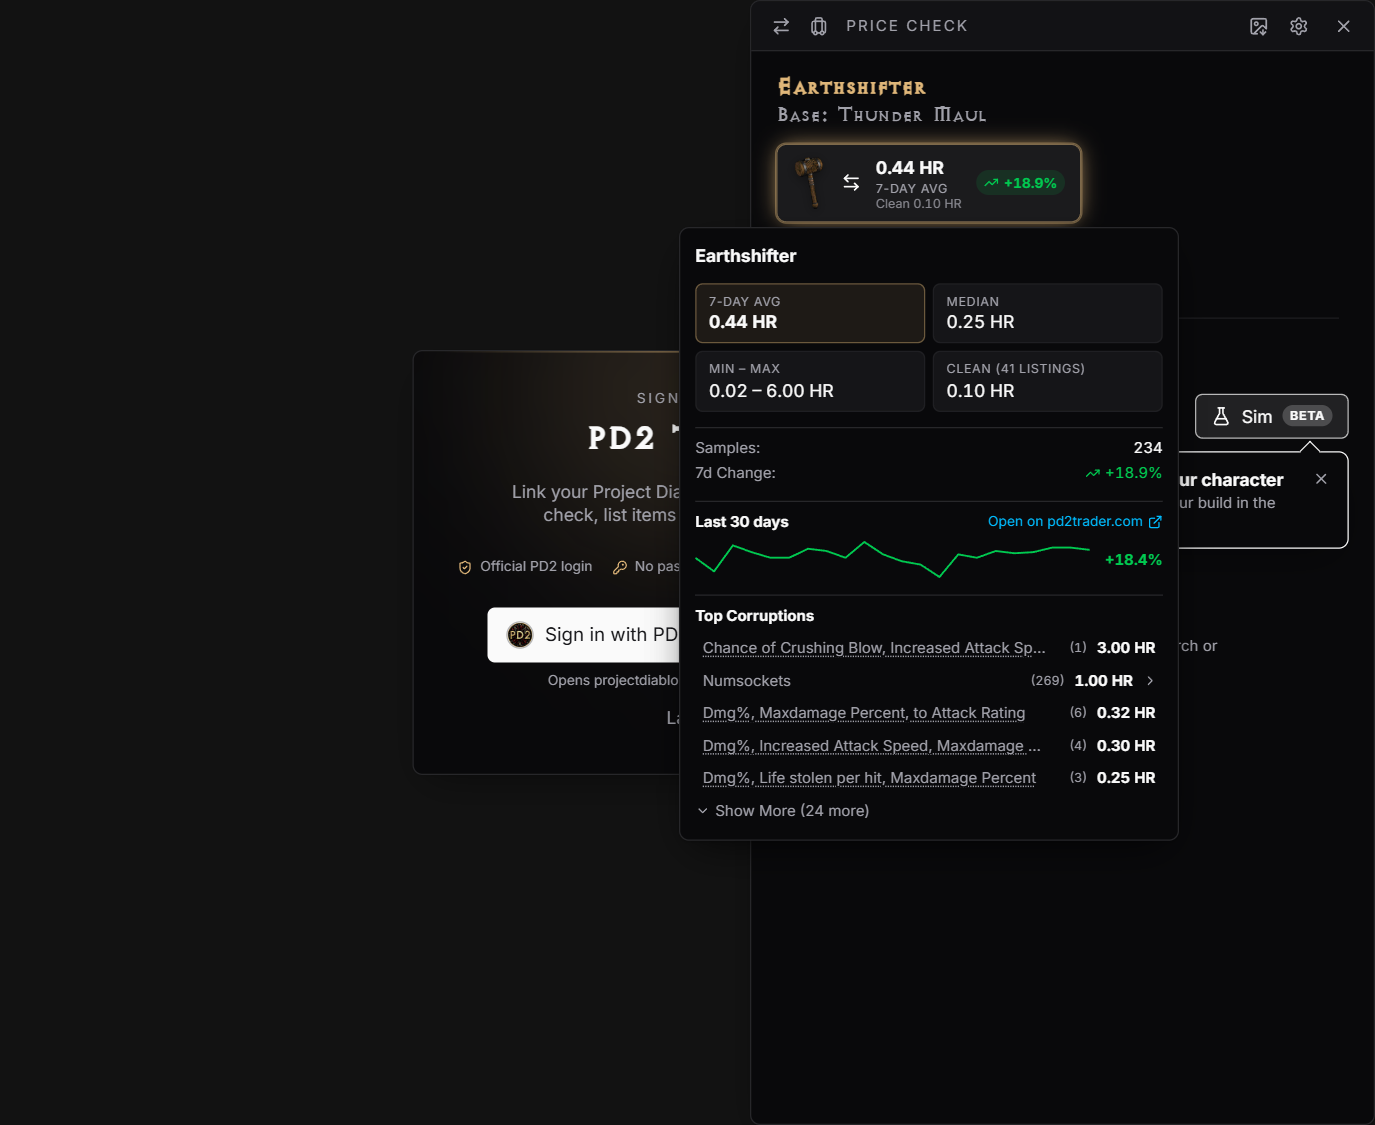 PRICE CHECK
Earthshifter
Base: Thunder Maul
0.44 HR
7-DAY AVG
Clean 0.10 HR
+18.9%
Earthshifter
7-DAY AVG
0.44 HR
MEDIAN
0.25 HR
MIN – MAX
0.02 – 6.00 HR
CLEAN (41 LISTINGS)
0.10 HR
Samples: 234
7d Change: +18.9%
Last 30 days Open on pd2trader.com
+18.4%
Top Corruptions
Chance of Crushing Blow, Increased Attack Sp... (1) 3.00 HR
Numsockets (269) 1.00 HR
Dmg%, Maxdamage Percent, to Attack Rating (6) 0.32 HR
Dmg%, Increased Attack Speed, Maxdamage ... (4) 0.30 HR
Dmg%, Life stolen per hit, Maxdamage Percent (3) 0.25 HR
Show More (24 more)
SIGN
PD2
Link your Project Dia
check, list items
Official PD2 login No pas
PD2 Sign in with PD
Opens projectdiablo
Sim BETA
ur character
ur build in the
rch or